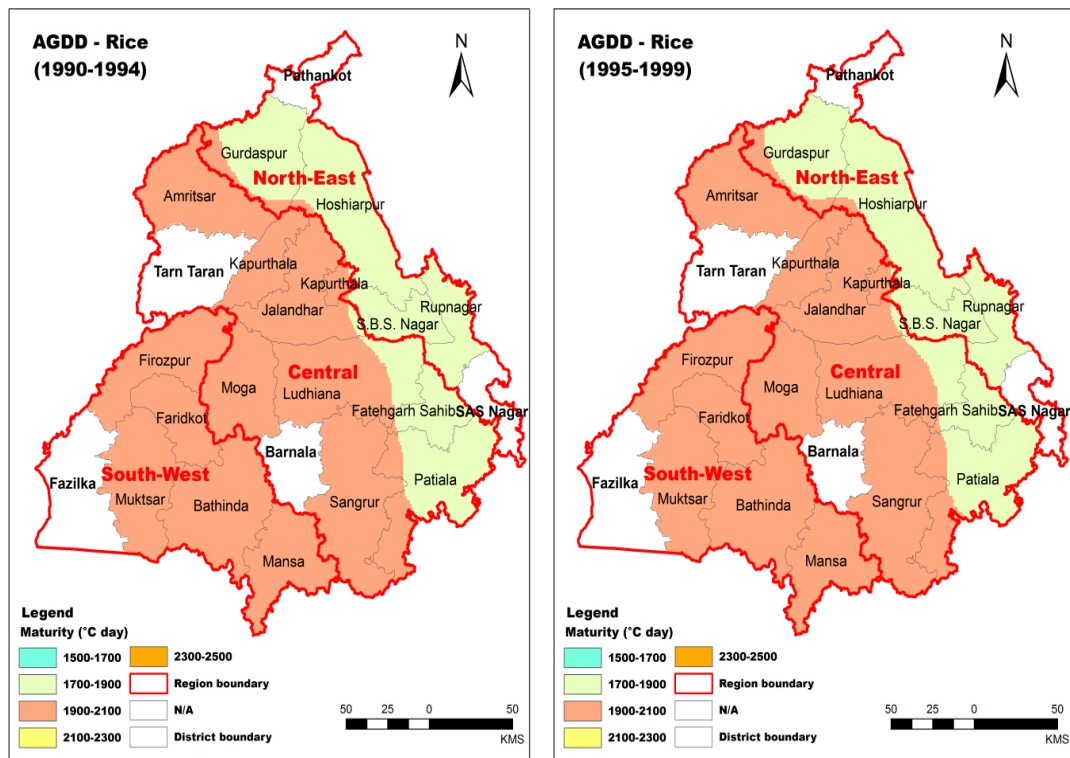 AGDD - Rice
(1990-1994)
N
Pathankot
Gurdaspur
North-East
Amritsar
Hoshiarpur
Tarn Taran
Kapurthala
Kapurthala
Rupnagar
Jalandhar
S.B.S. Nagar
Firozpur
Central
Moga
Ludhiana
Faridkot
Fatehgarh Sahib
SAS Nagar
Barnala
South-West
Fazilka
Patiala
Muktsar
Bathinda
Sangrur
Mansa
Legend
Maturity (°C day)
1500-1700
2300-2500
1700-1900
Region boundary
1900-2100
N/A
2100-2300
District boundary
50 25 0 50
KMS
AGDD - Rice
(1995-1999)
N
Pathankot
Gurdaspur
North-East
Amritsar
Hoshiarpur
Tarn Taran
Kapurthala
Kapurthala
Rupnagar
Jalandhar
S.B.S. Nagar
Firozpur
Central
Moga
Ludhiana
Faridkot
Fatehgarh Sahib
SAS Nagar
Barnala
South-West
Fazilka
Patiala
Muktsar
Bathinda
Sangrur
Mansa
Legend
Maturity (°C day)
1500-1700
2300-2500
1700-1900
Region boundary
1900-2100
N/A
2100-2300
District boundary
50 25 0 50
KMS